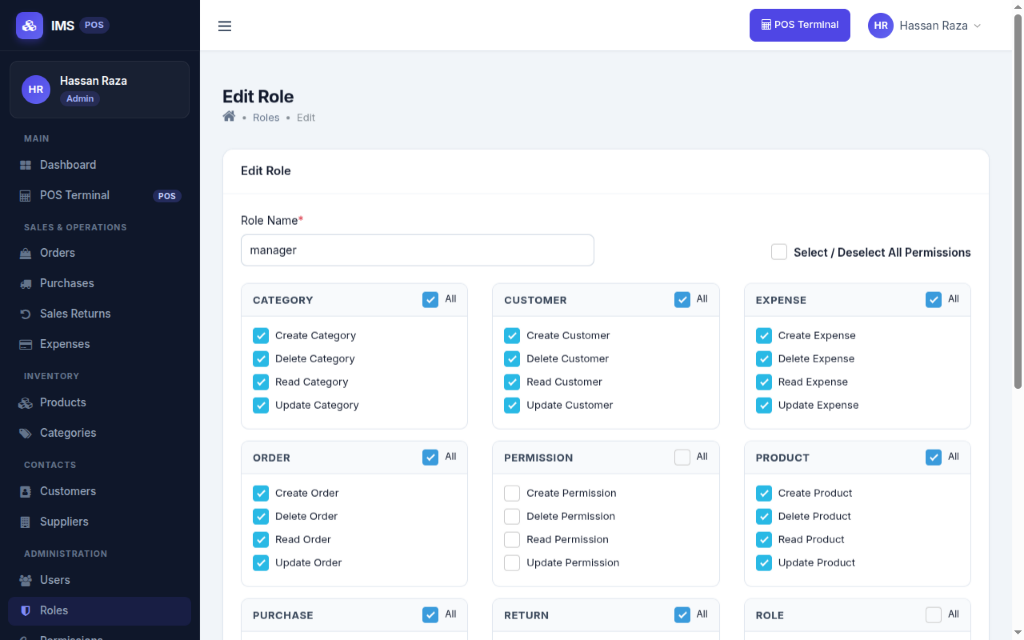 IMS POS
HR
Hassan Raza
Admin
MAIN
Dashboard
POS Terminal POS
SALES & OPERATIONS
Orders
Purchases
Sales Returns
Expenses
INVENTORY
Products
Categories
CONTACTS
Customers
Suppliers
ADMINISTRATION
Users
Roles
Permissions
POS Terminal
HR Hassan Raza
Edit Role
• Roles • Edit
Edit Role
Role Name*
manager
Select / Deselect All Permissions
CATEGORY All
Create Category
Delete Category
Read Category
Update Category
CUSTOMER All
Create Customer
Delete Customer
Read Customer
Update Customer
EXPENSE All
Create Expense
Delete Expense
Read Expense
Update Expense
ORDER All
Create Order
Delete Order
Read Order
Update Order
PERMISSION All
Create Permission
Delete Permission
Read Permission
Update Permission
PRODUCT All
Create Product
Delete Product
Read Product
Update Product
PURCHASE All
RETURN All
ROLE All